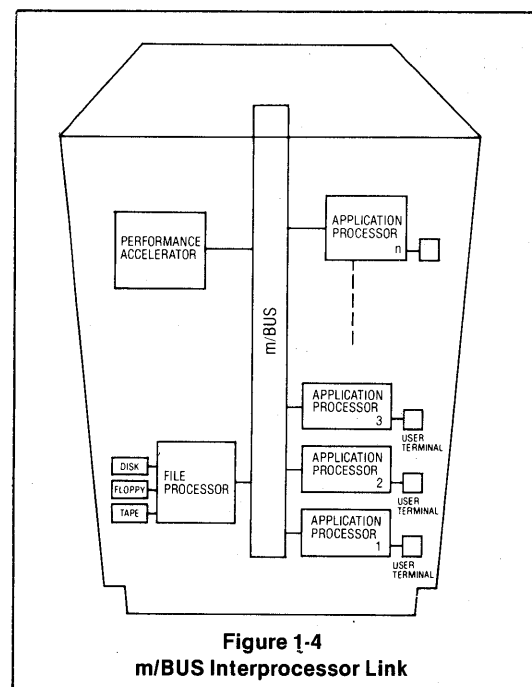 PERFORMANCE
ACCELERATOR
m/BUS
APPLICATION
PROCESSOR
n
DISK
FLOPPY
TAPE
FILE
PROCESSOR
APPLICATION
PROCESSOR
3
USER
TERMINAL
APPLICATION
PROCESSOR
2
USER
TERMINAL
APPLICATION
PROCESSOR
1
USER
TERMINAL
Figure 1-4
m/BUS Interprocessor Link